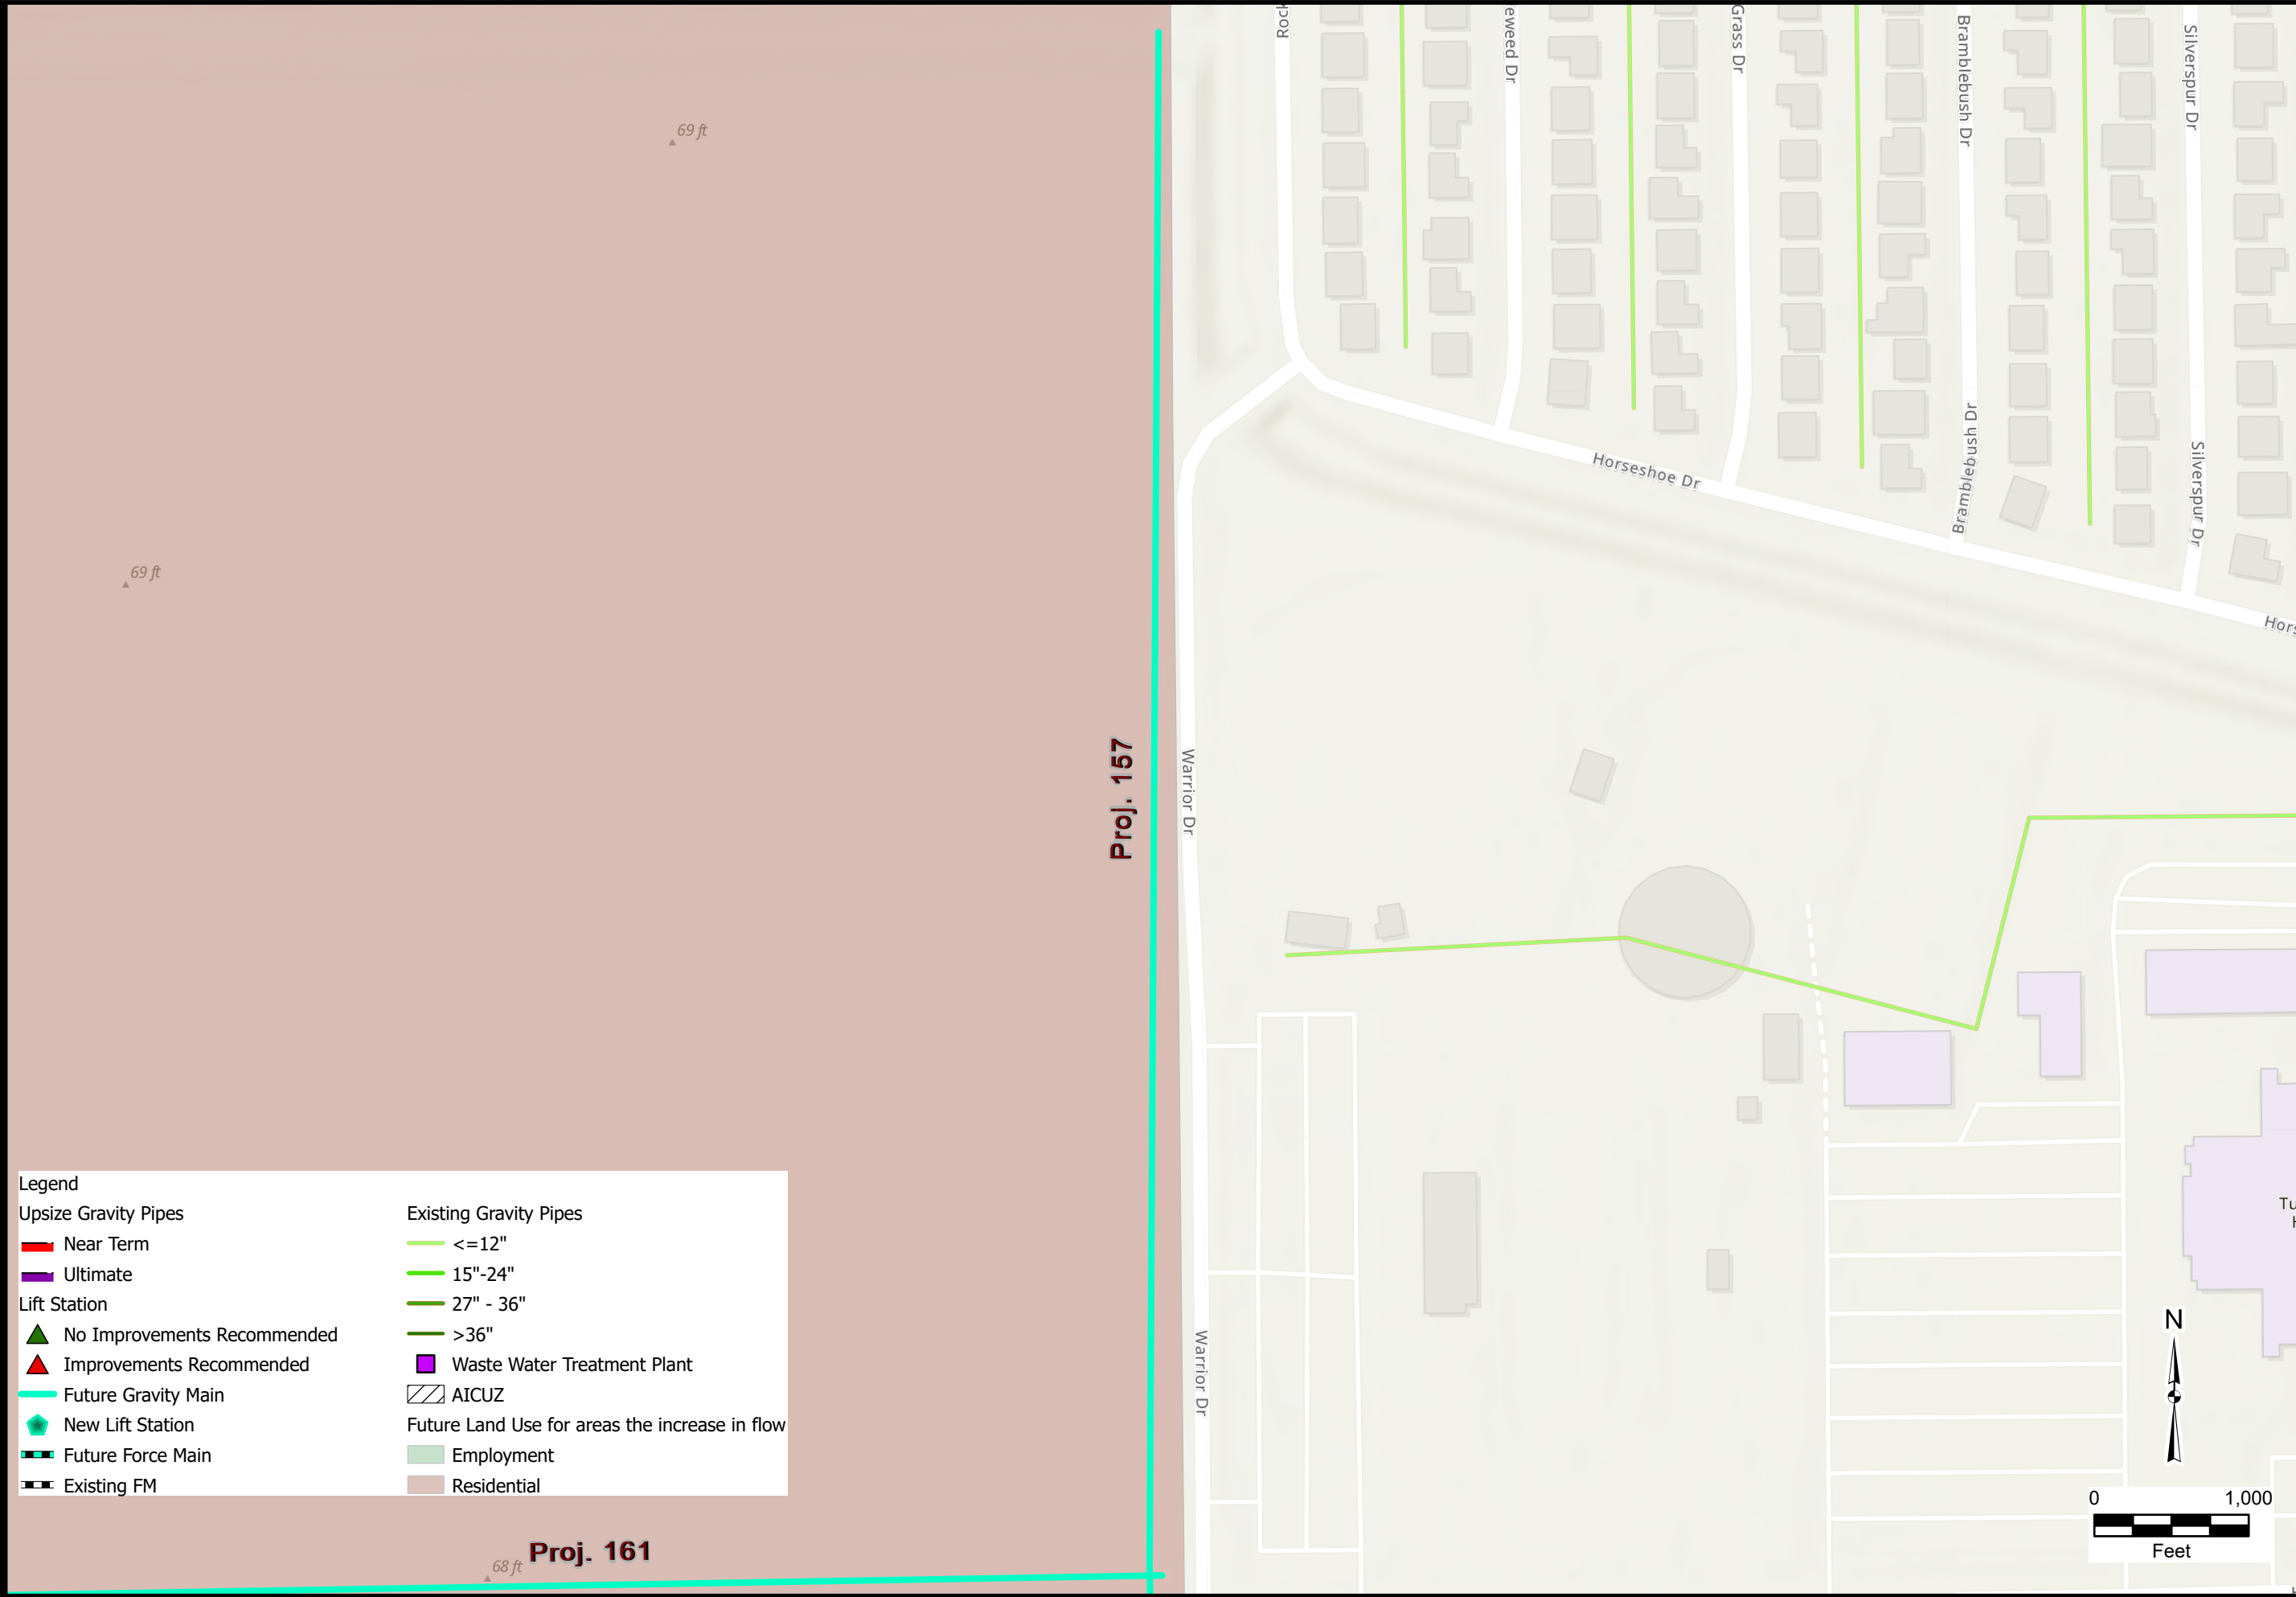 Grass Dr
Bramblebush Dr
Silverspur Dr
69 ft
Bramblebush Dr
Silverspur Dr
Horseshoe Dr
69 ft
Proj. 157
Warrior Dr
Warrior Dr
Legend
Upsize Gravity Pipes
Near Term
Ultimate
Lift Station
No Improvements Recommended
Improvements Recommended
Future Gravity Main
New Lift Station
Future Force Main
Existing FM
Existing Gravity Pipes
<=12"
15"-24"
27" - 36"
>36"
Waste Water Treatment Plant
AICUZ
Future Land Use for areas the increase in flow
Employment
Residential
N
0 1,000
Feet
Proj. 161
68 ft